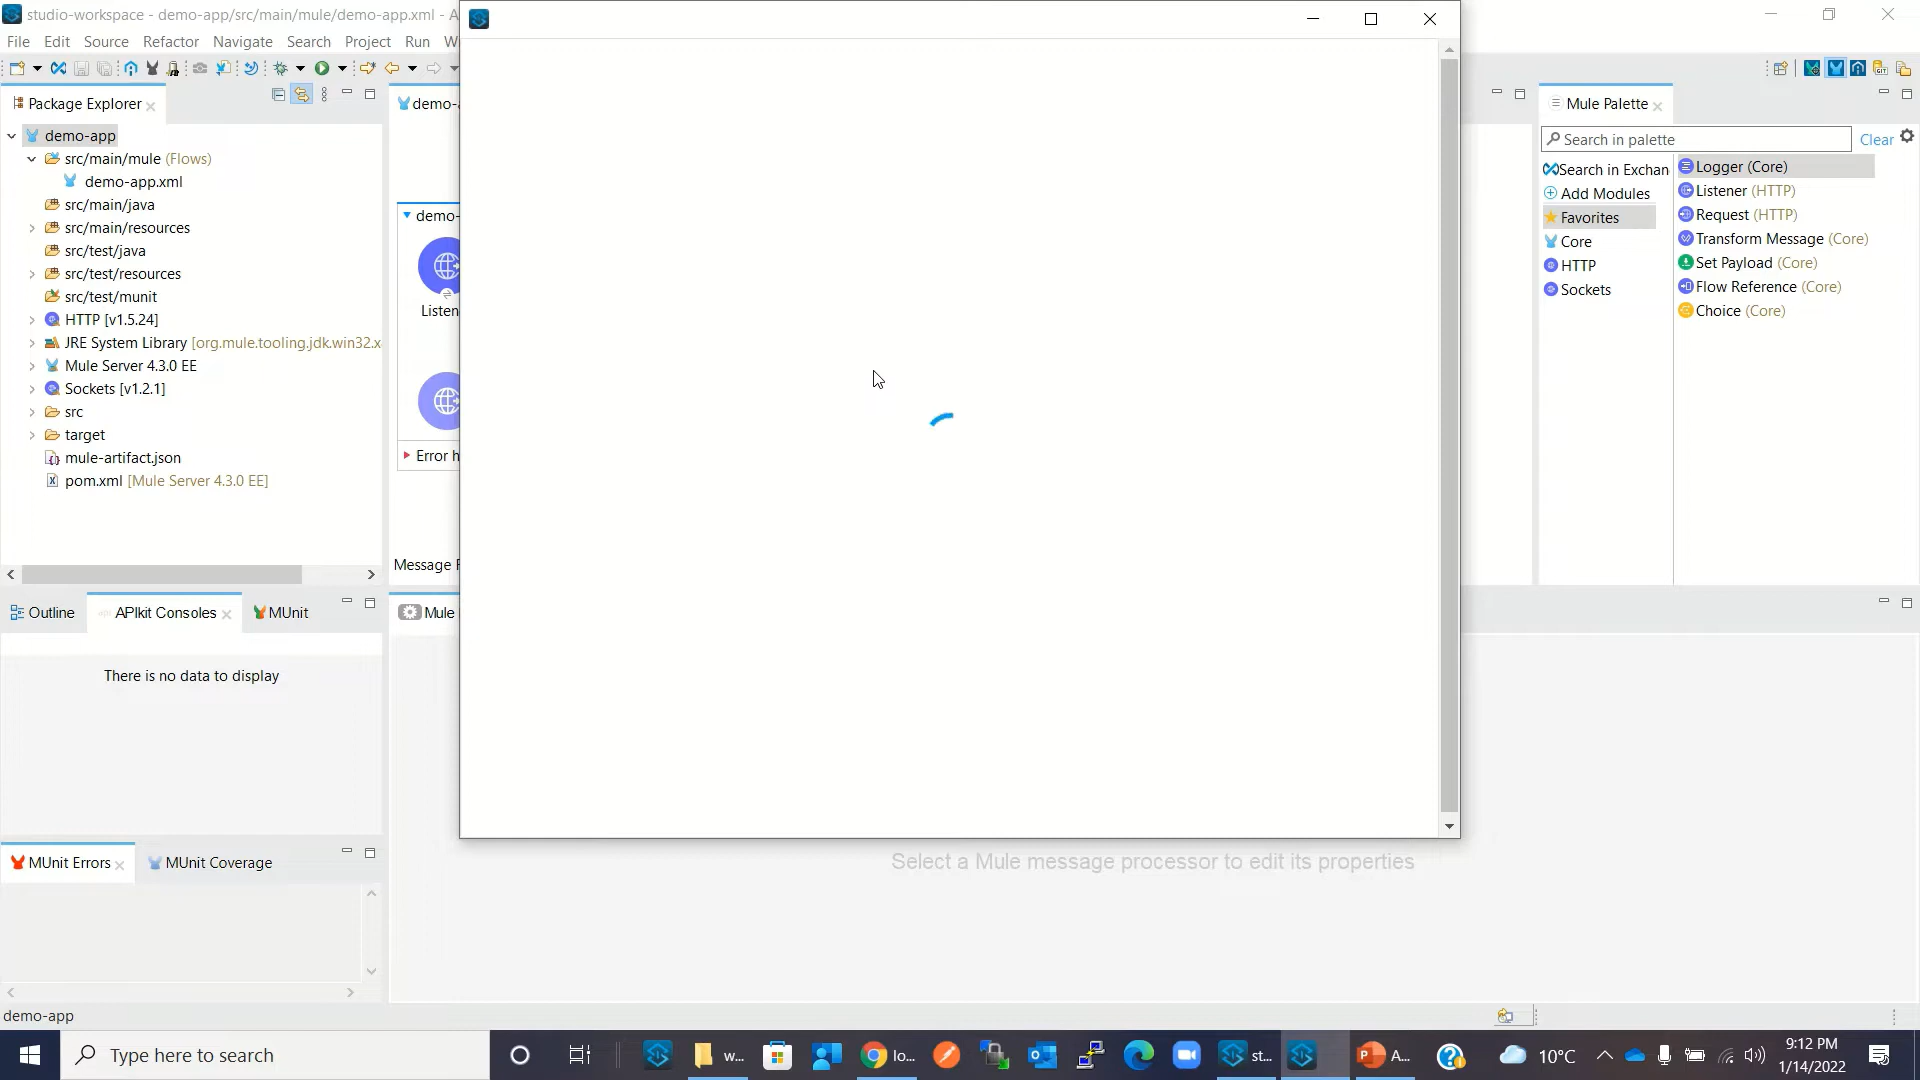 studio-workspace - demo-app/src/main/mule/demo-app.xml - A
File Edit Source Refactor Navigate Search Project Run W
Package Explorer
demo-app
src/main/mule (Flows)
demo-app.xml
src/main/java
src/main/resources
src/test/java
src/test/resources
src/test/munit
HTTP [v1.5.24]
JRE System Library [org.mule.tooling.jdk.win32.x
Mule Server 4.3.0 EE
Sockets [v1.2.1]
src
target
mule-artifact.json
pom.xml [Mule Server 4.3.0 EE]
demo-
demo-
Listen
Error h
Message F
Mule
Mule Palette
Search in palette
Clear
Search in Exchan
Add Modules
Favorites
Core
HTTP
Sockets
Logger (Core)
Listener (HTTP)
Request (HTTP)
Transform Message (Core)
Set Payload (Core)
Flow Reference (Core)
Choice (Core)
Outline
APIkit Consoles
MUnit
There is no data to display
MUnit Errors
MUnit Coverage
Select a Mule message processor to edit its properties
demo-app
Type here to search
w...
lo...
st...
A...
10°C
9:12 PM
1/14/2022